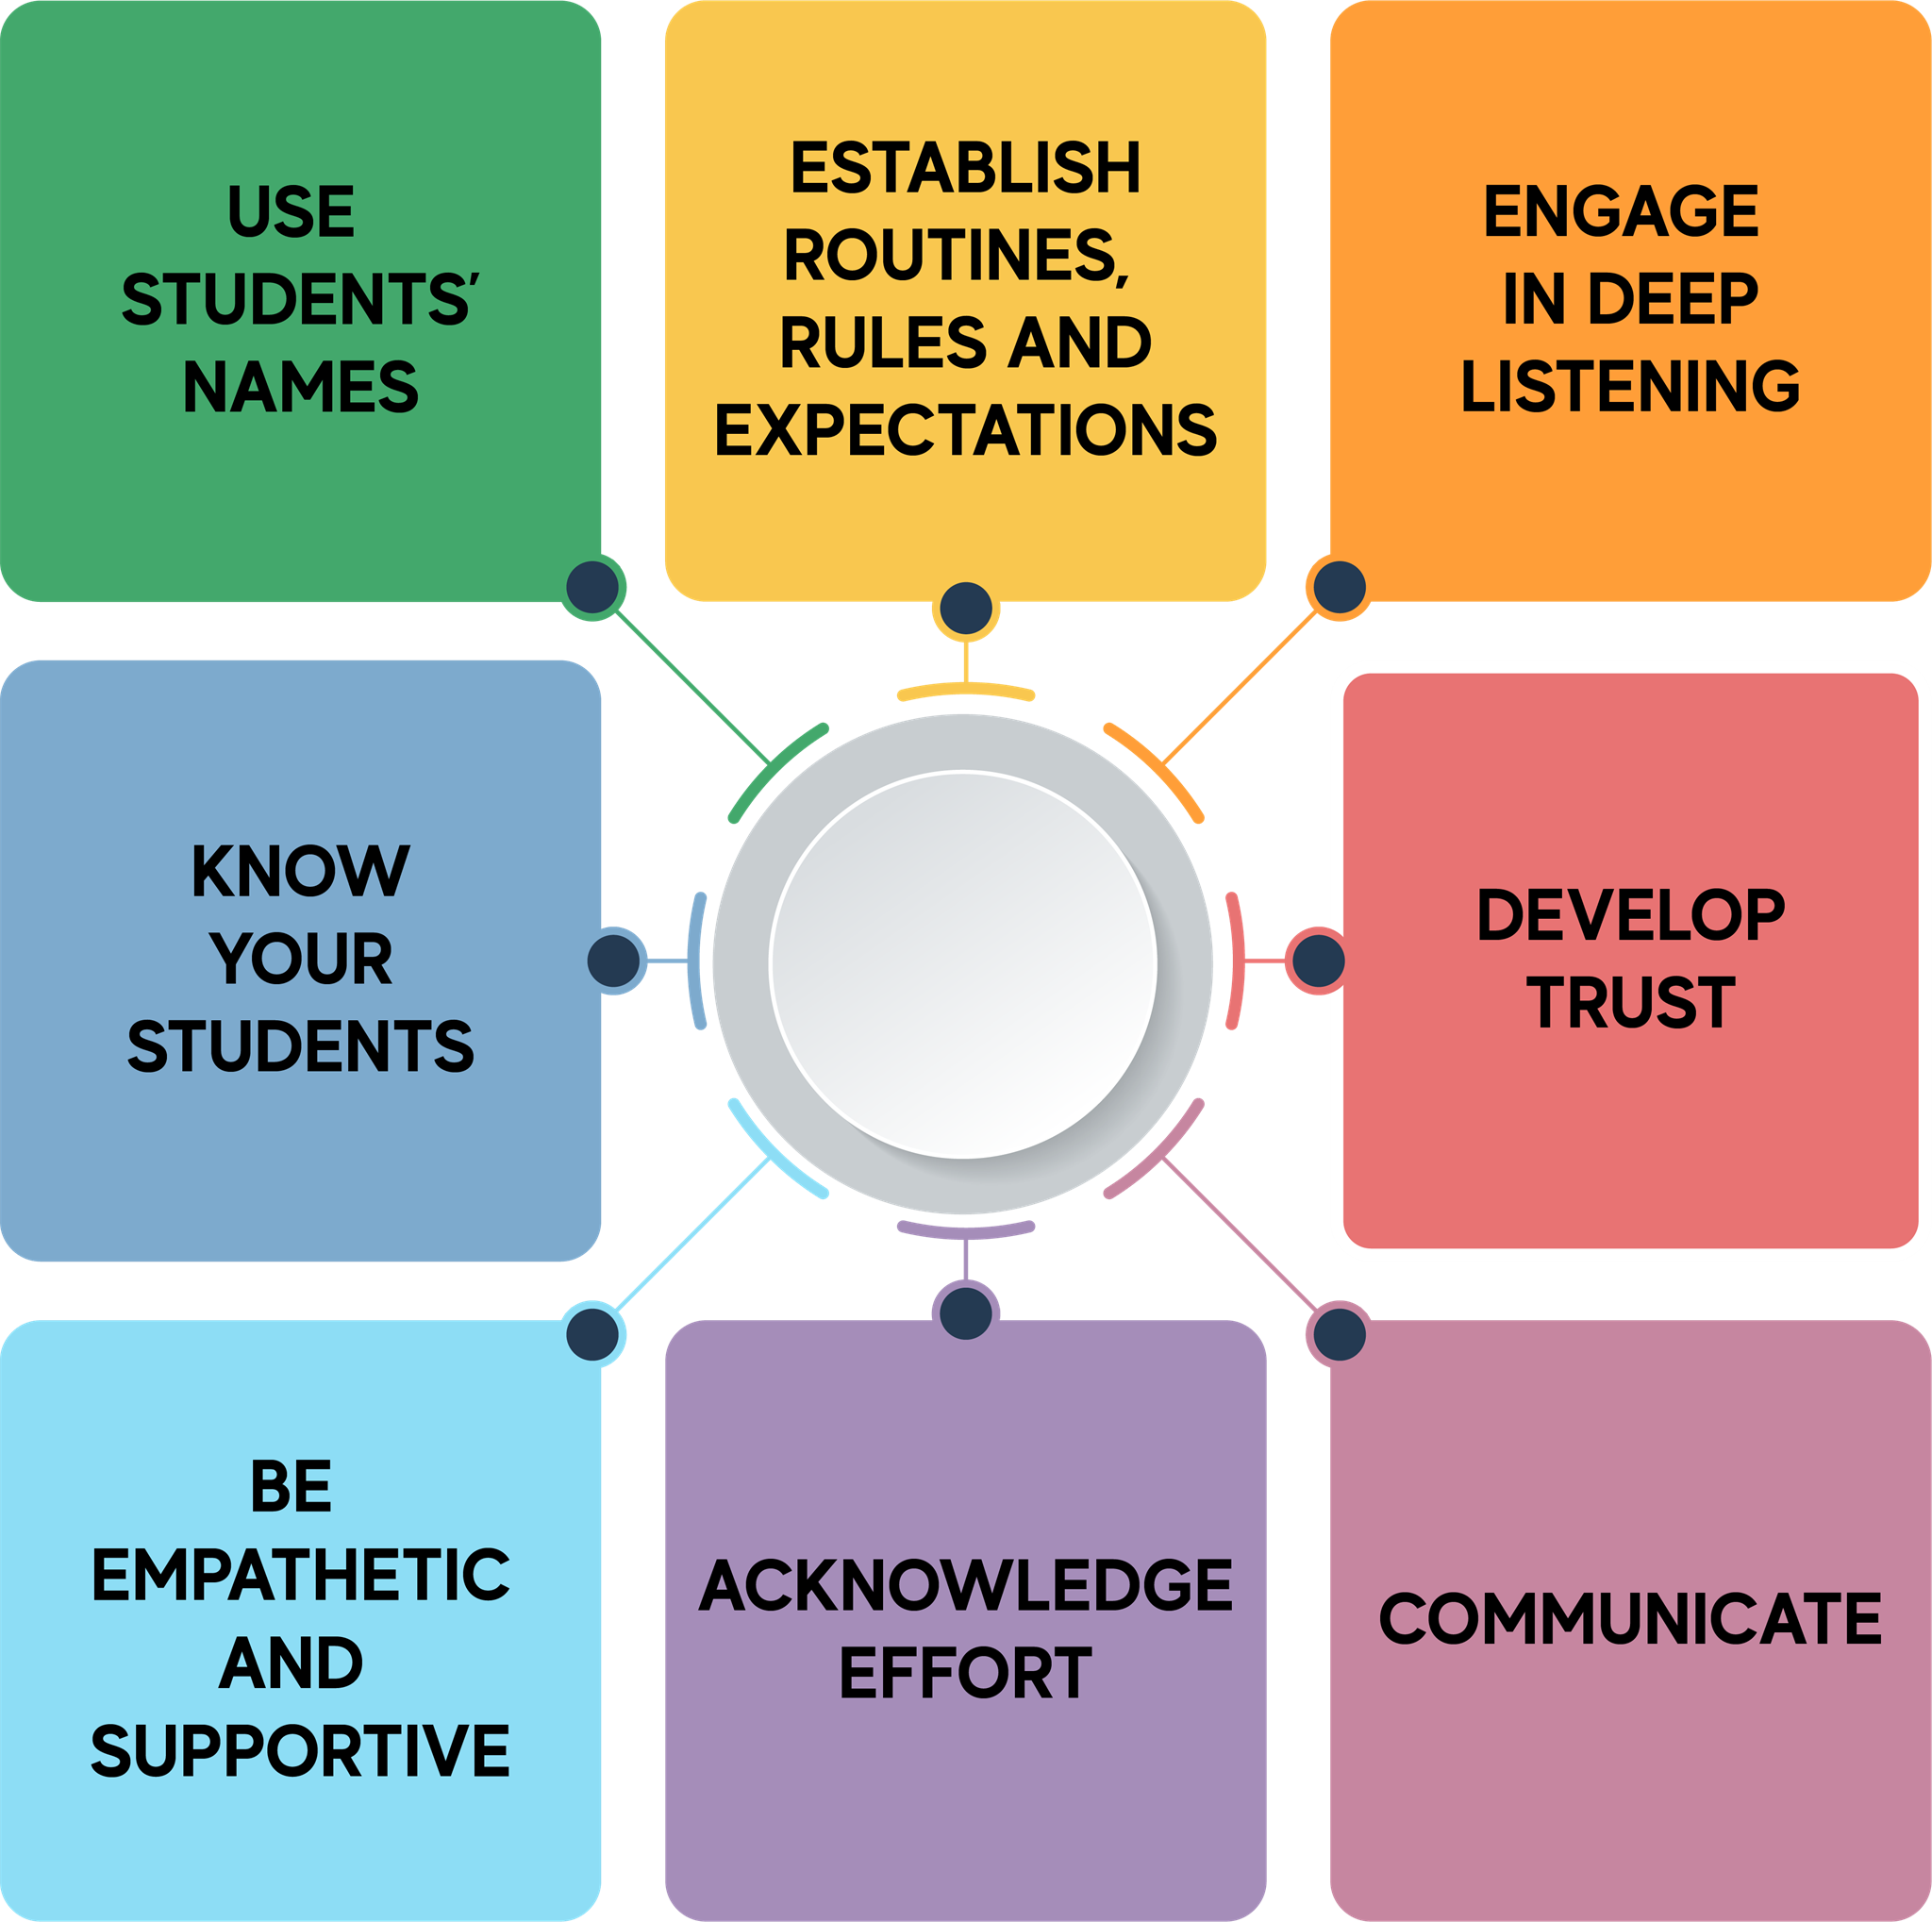 USE
STUDENTS’
NAMES
ESTABLISH
ROUTINES,
RULES AND
EXPECTATIONS
ENGAGE
IN DEEP
LISTENING
KNOW
YOUR
STUDENTS
DEVELOP
TRUST
BE
EMPATHETIC
AND
SUPPORTIVE
ACKNOWLEDGE
EFFORT
COMMUNICATE